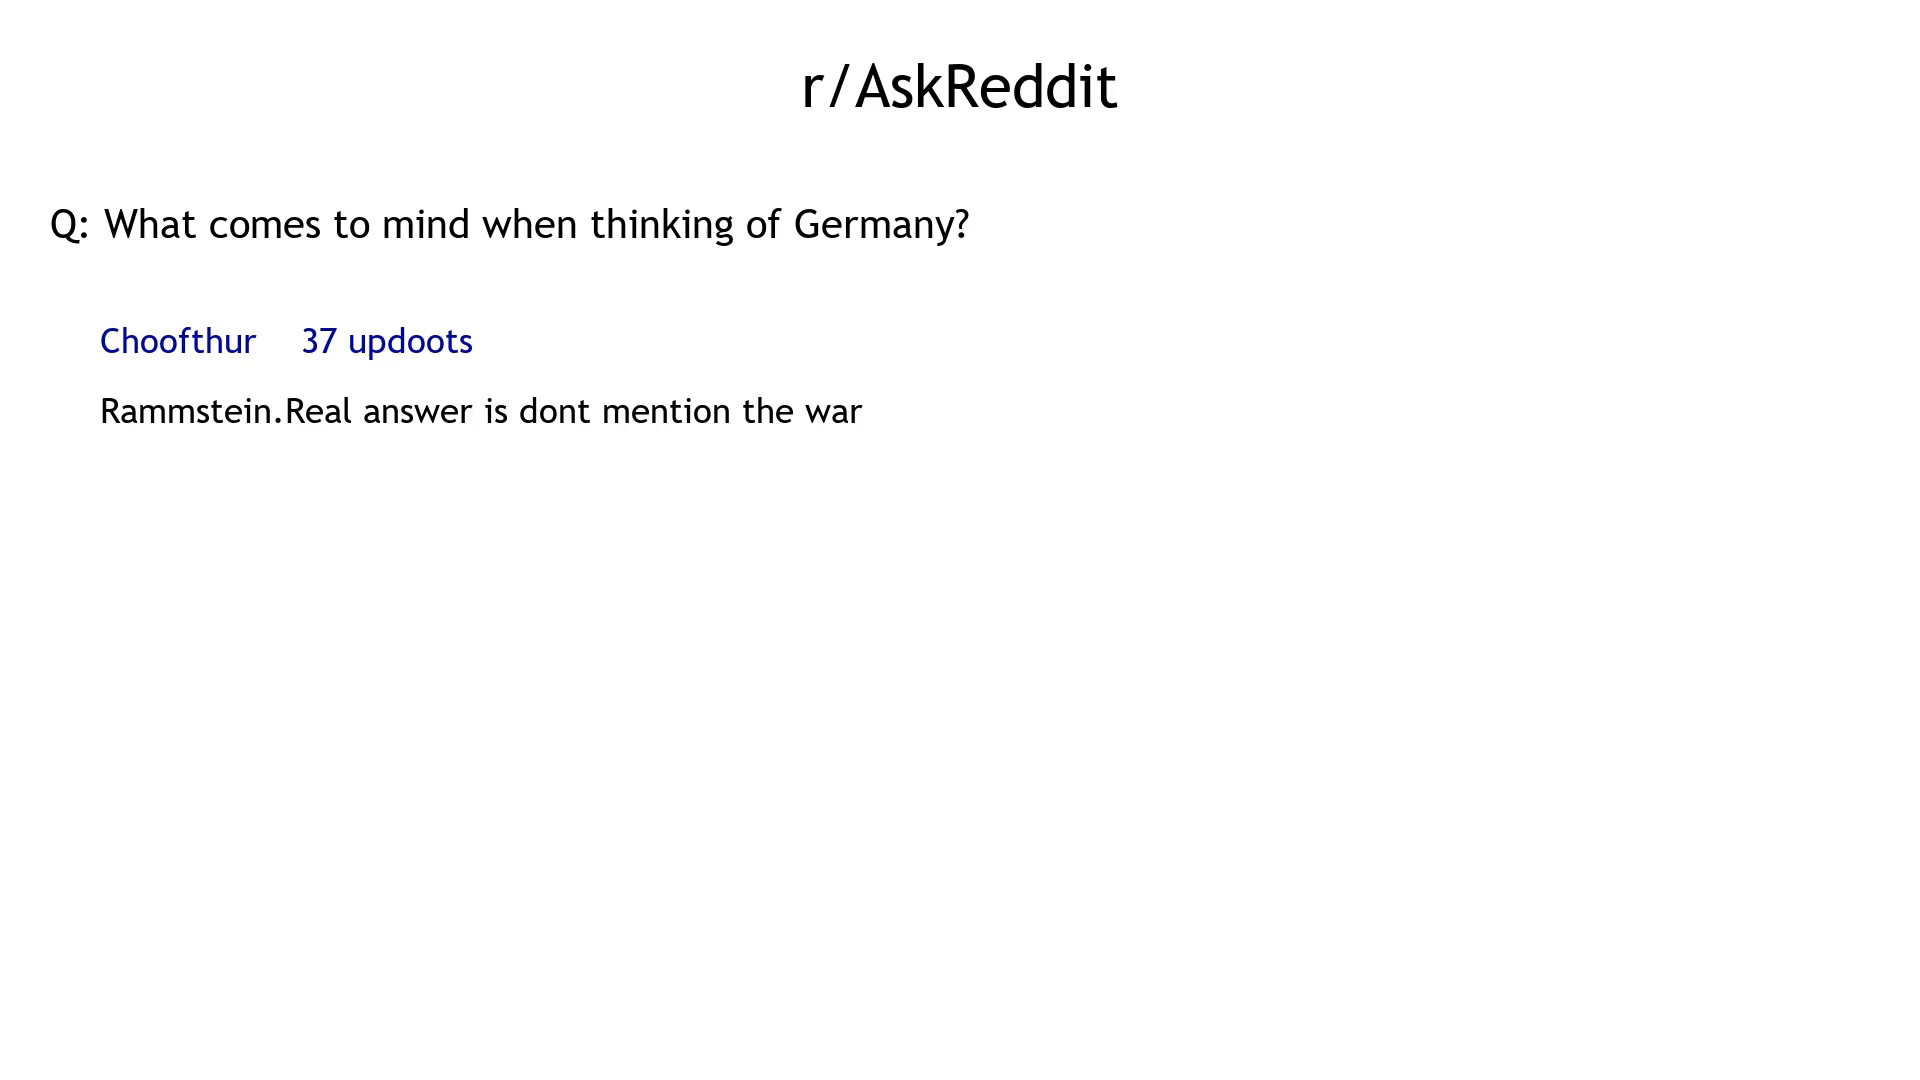 r/AskReddit
Q: What comes to mind when thinking of Germany?
Choofthur 37 updoots
Rammstein.Real answer is dont mention the war